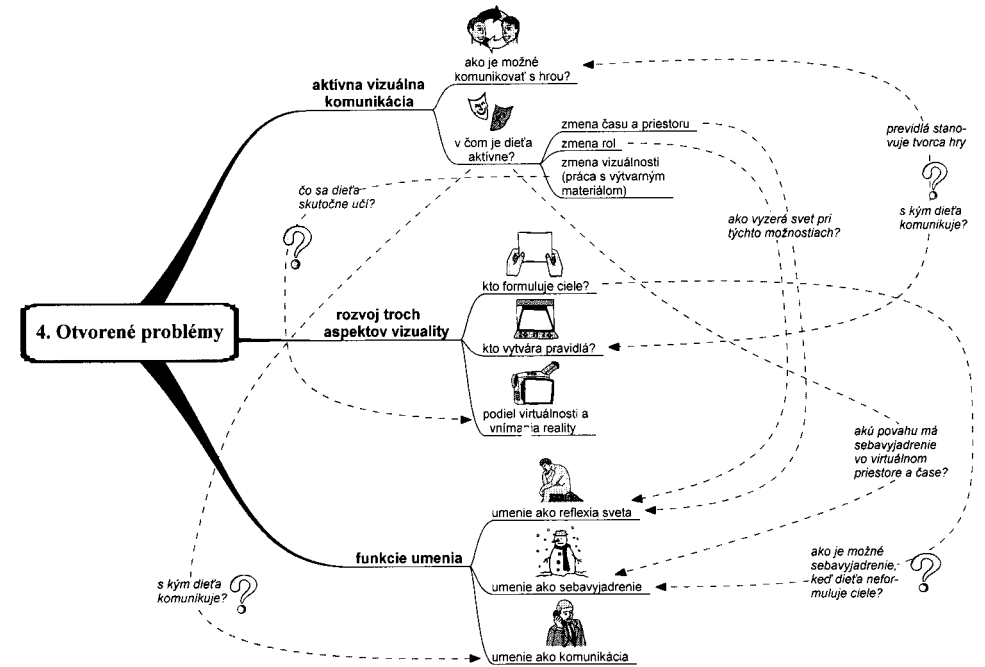 ako je možné
komunikovať s hrou?
aktívna vizuálna
komunikácia
v čom je dieťa
aktívne?
zmena času a priestoru
zmena rol
zmena vizuálnosti
(práca s výtvarným
materiálom)
previdlá stano-
vuje tvorca hry
s kým dieťa
komunikuje?
čo sa dieťa
skutočne učí?
ako vyzerá svet pri
týchto možnostiach?
4. Otvorené problémy
rozvoj troch
aspektov vizuality
kto formuluje ciele?
kto vytvára pravidlá?
podiel virtuálnosti a
vnímania reality
akú povahu má
sebavyjadrenie
vo virtuálnom
priestore a čase?
funkcie umenia
umenie ako reflexia sveta
umenie ako sebavyjadrenie
umenie ako komunikácia
ako je možné
sebavyjadrenie,
keď dieťa nefor-
muluje ciele?
s kým dieťa
komunikuje?